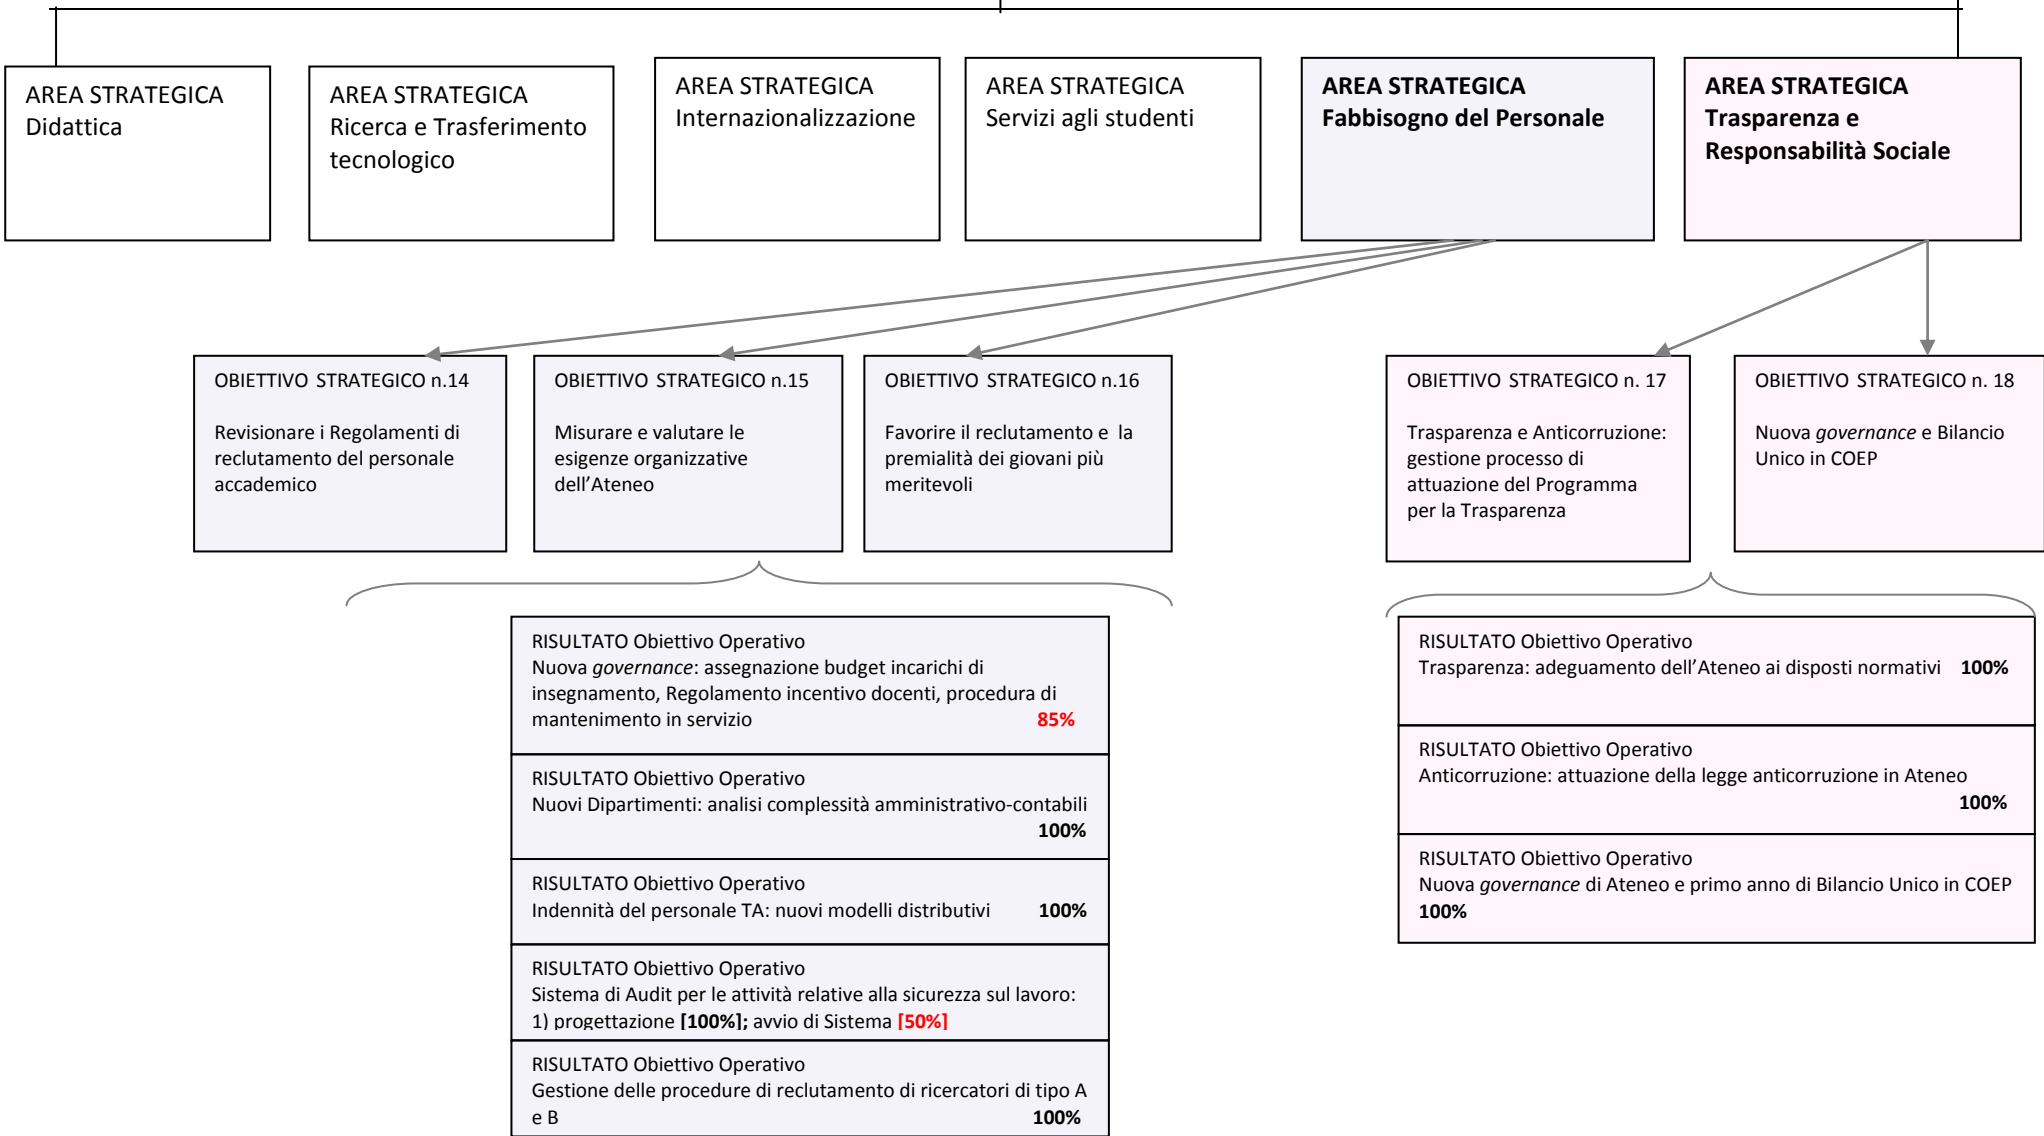 AREA STRATEGICA
Didattica
AREA STRATEGICA
Ricerca e Trasferimento
tecnologico
AREA STRATEGICA
Internazionalizzazione
AREA STRATEGICA
Servizi agli studenti
AREA STRATEGICA
Fabbisogno del Personale
AREA STRATEGICA
Trasparenza e
Responsabilità Sociale
OBIETTIVO STRATEGICO n.14
Revisionare i Regolamenti di
reclutamento del personale
accademico
OBIETTIVO STRATEGICO n.15
Misurare e valutare le
esigenze organizzative
dell’Ateneo
OBIETTIVO STRATEGICO n.16
Favorire il reclutamento e la
premialità dei giovani più
meritevoli
OBIETTIVO STRATEGICO n. 17
Trasparenza e Anticorruzione:
gestione processo di
attuazione del Programma
per la Trasparenza
OBIETTIVO STRATEGICO n. 18
Nuova governance e Bilancio
Unico in COEP
RISULTATO Obiettivo Operativo
Nuova governance: assegnazione budget incarichi di
insegnamento, Regolamento incentivo docenti, procedura di
mantenimento in servizio 85%
RISULTATO Obiettivo Operativo
Nuovi Dipartimenti: analisi complessità amministrativo-contabili
100%
RISULTATO Obiettivo Operativo
Indennità del personale TA: nuovi modelli distributivi 100%
RISULTATO Obiettivo Operativo
Sistema di Audit per le attività relative alla sicurezza sul lavoro:
1) progettazione [100%]; avvio di Sistema [50%]
RISULTATO Obiettivo Operativo
Gestione delle procedure di reclutamento di ricercatori di tipo A
e B 100%
RISULTATO Obiettivo Operativo
Trasparenza: adeguamento dell’Ateneo ai disposti normativi 100%
RISULTATO Obiettivo Operativo
Anticorruzione: attuazione della legge anticorruzione in Ateneo
100%
RISULTATO Obiettivo Operativo
Nuova governance di Ateneo e primo anno di Bilancio Unico in COEP
100%